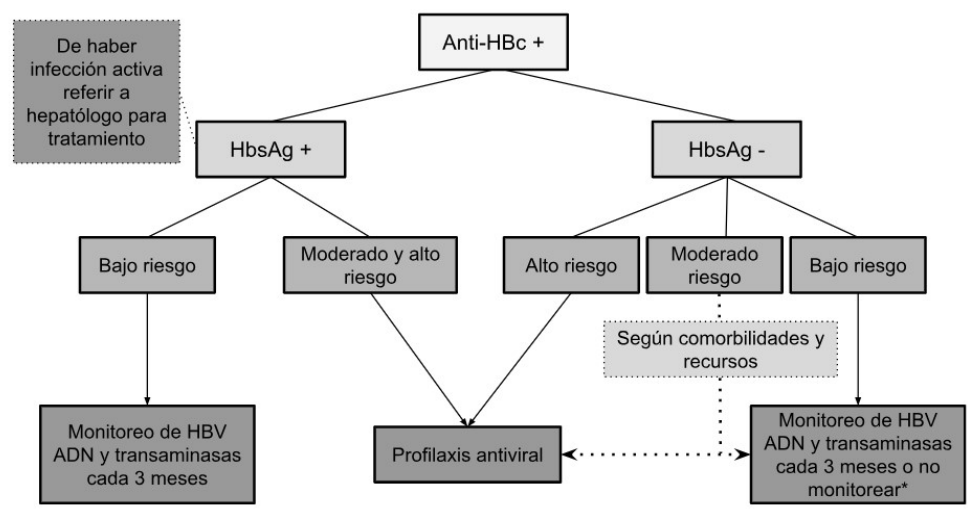 De haber
infección activa
referir a
hepatólogo para
tratamiento
Anti-HBc +
HbsAg +
HbsAg -
Bajo riesgo
Moderado y alto
riesgo
Alto riesgo
Moderado
riesgo
Bajo riesgo
Según comorbilidades y
recursos
Monitoreo de HBV
ADN y transaminasas
cada 3 meses
Profilaxis antiviral
Monitoreo de HBV
ADN y transaminasas
cada 3 meses o no
monitorear*